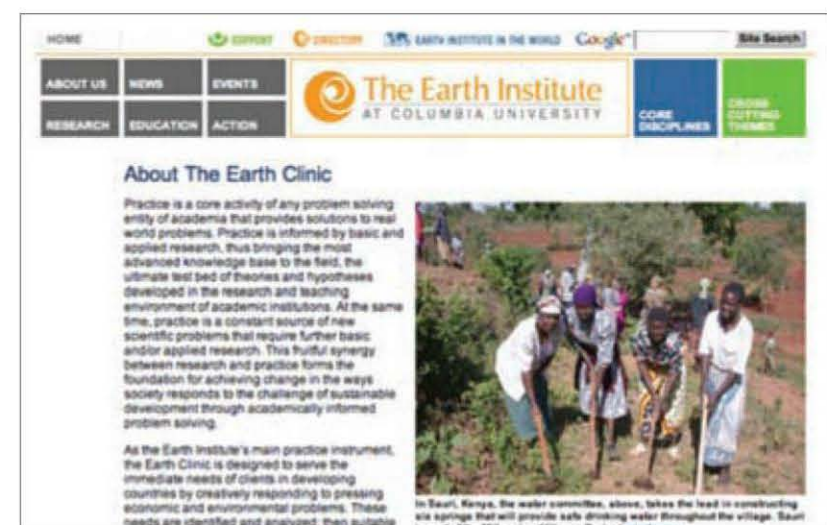 HOME
SUPPORT
DIRECTORY
EARTH INSTITUTE IN THE WORLD
Google
Site Search
ABOUT US
NEWS
EVENTS
The Earth Institute
AT COLUMBIA UNIVERSITY
RESEARCH
EDUCATION
ACTION
CORE
DISCIPLINES
CROSS
CUTTING
THEMES
About The Earth Clinic
Practice is a core activity of any problem solving
entity of academia that provides solutions to real
world problems. Practice is informed by basic and
applied research, thus bringing the most
advanced knowledge base to the field, the
ultimate test bed of theories and hypotheses
developed in the research and teaching
environment of academic institutions. At the same
time, practice is a constant source of new
scientific problems that require further basic
and/or applied research. This fruitful synergy
between research and practice forms the
foundation for achieving change in the ways
society responds to the challenge of sustainable
development through academically informed
problem solving.
As the Earth Institute's main practice instrument,
the Earth Clinic is designed to serve the
immediate needs of clients in developing
countries by creatively responding to pressing
economic and environmental problems. These
needs are identified and analyzed, then suitable
In Sauri, Kenya, the water committee, above, takes the lead in constructing
six springs that will provide safe drinking water throughout the village. Sauri